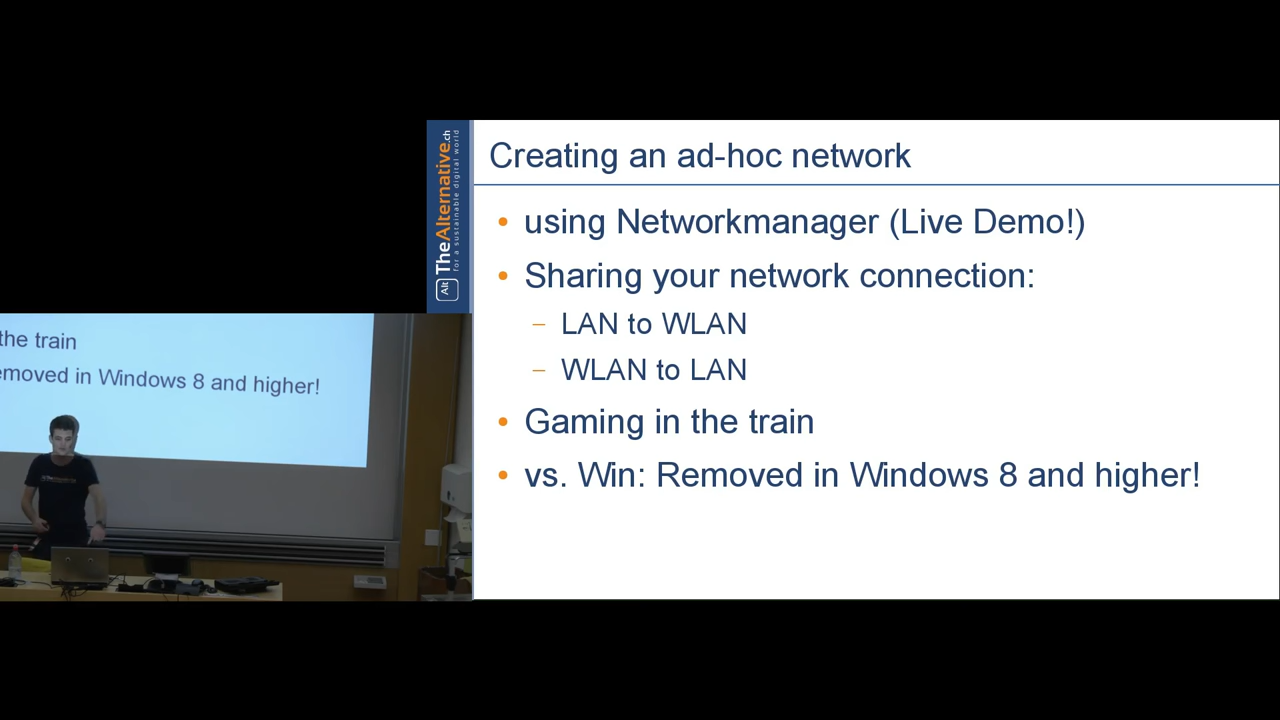 Alt TheAlternative.ch
for a sustainable digital world
Creating an ad-hoc network
• using Networkmanager (Live Demo!)
• Sharing your network connection:
– LAN to WLAN
– WLAN to LAN
• Gaming in the train
• vs. Win: Removed in Windows 8 and higher!
the train
emoved in Windows 8 and higher!